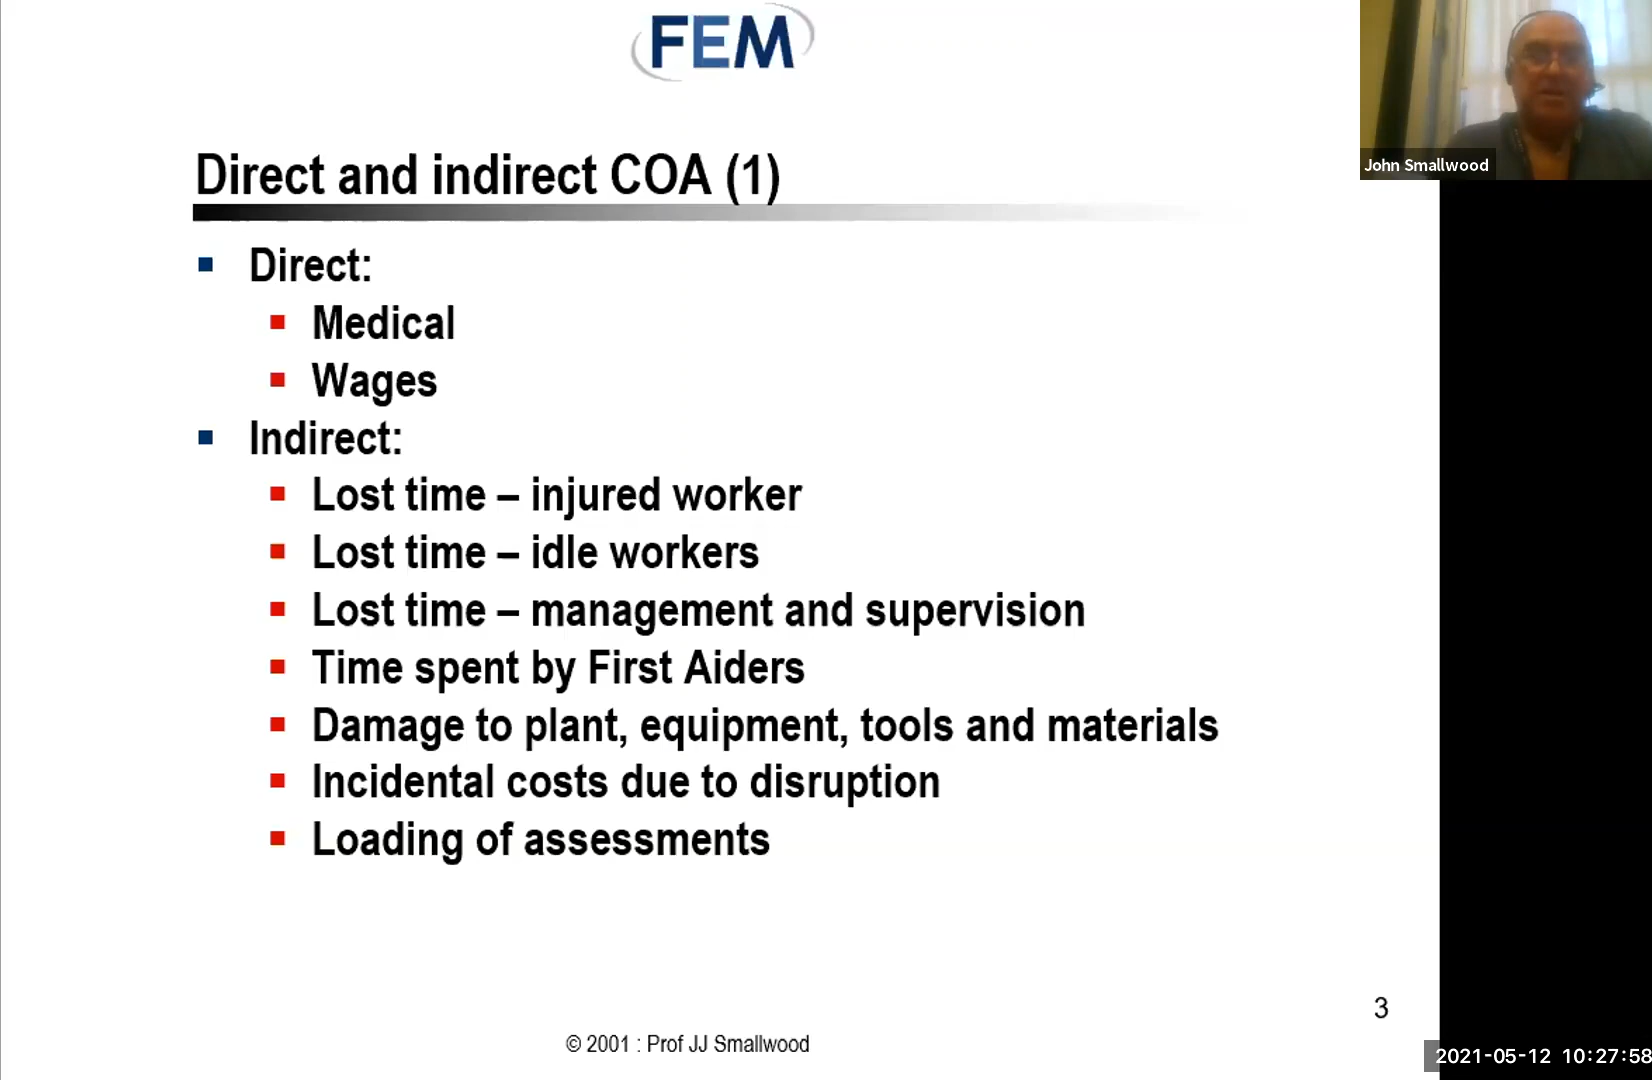 FEM
John Smallwood
Direct and indirect COA (1)
Direct:
Medical
Wages
Indirect:
Lost time – injured worker
Lost time – idle workers
Lost time – management and supervision
Time spent by First Aiders
Damage to plant, equipment, tools and materials
Incidental costs due to disruption
Loading of assessments
3
© 2001 : Prof JJ Smallwood
2021-05-12 10:27:58